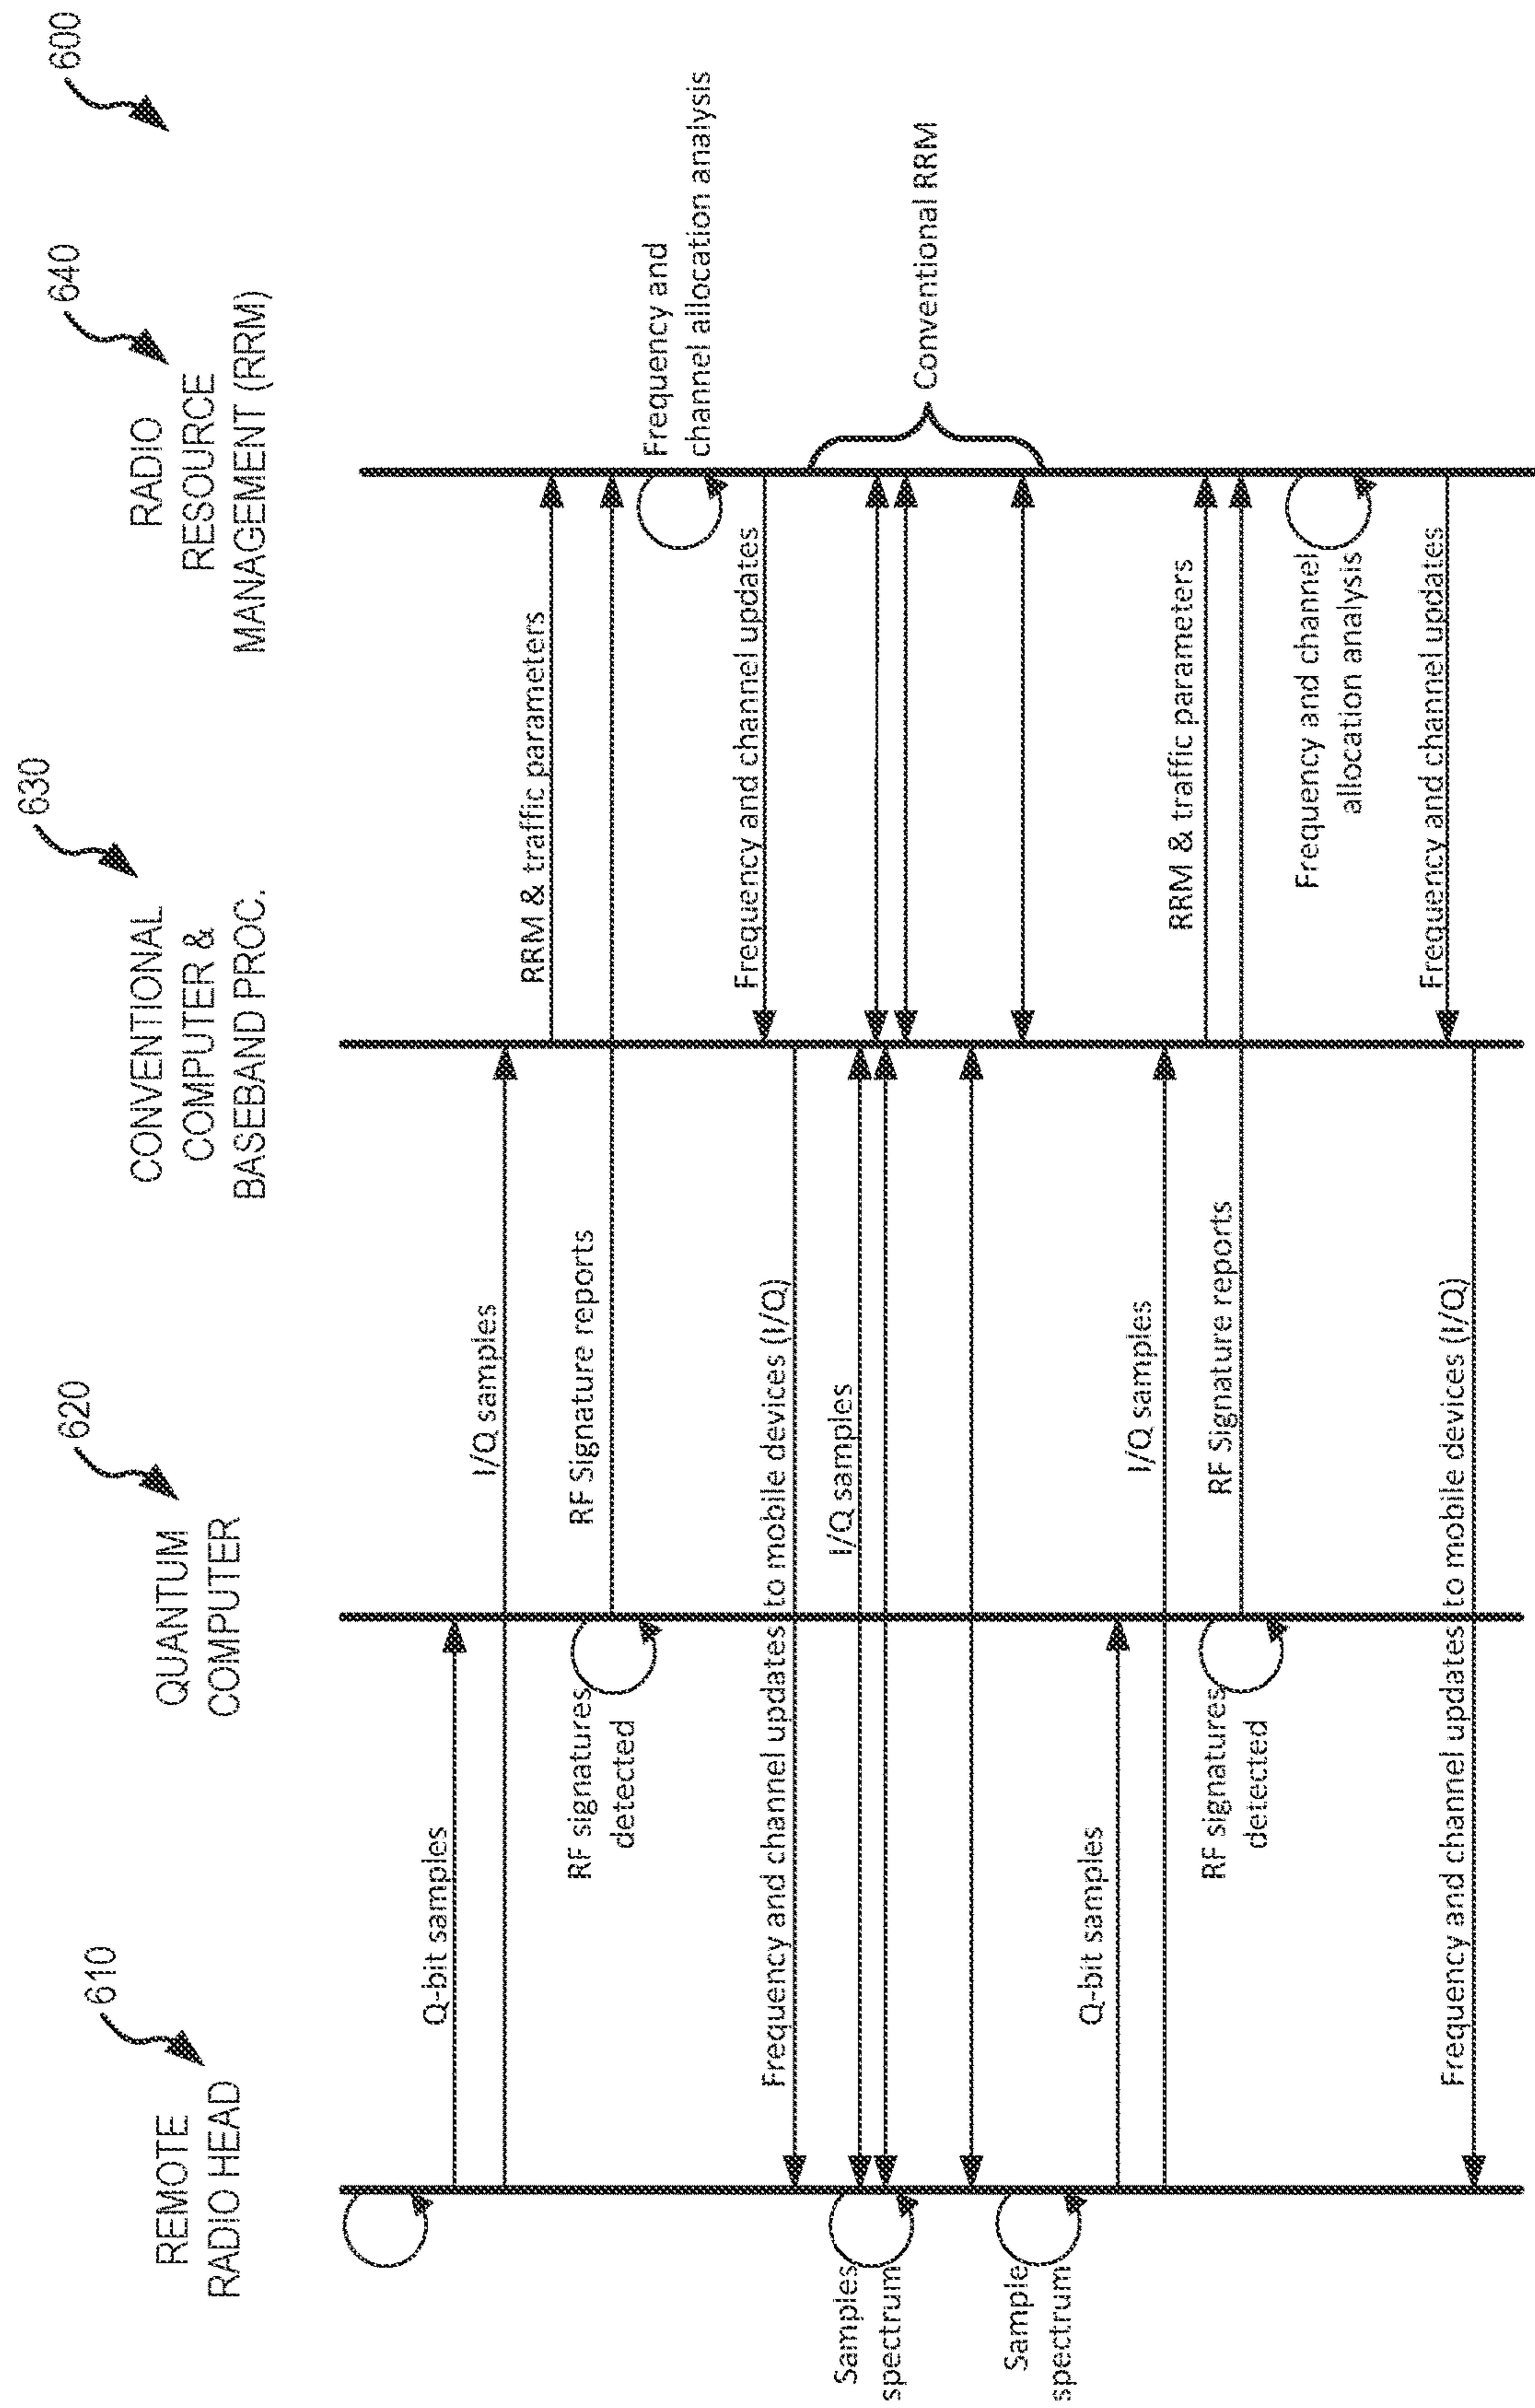 600
REMOTE
RADIO HEAD
610
QUANTUM
COMPUTER
620
CONVENTIONAL
COMPUTER &
BASEBAND PROC.
630
RADIO
RESOURCE
MANAGEMENT (RRM)
640
Q-bit samples
I/Q samples
RRM & traffic parameters
RF signatures
detected
RF Signature reports
Frequency and
channel allocation analysis
Frequency and channel updates
Frequency and channel updates to mobile devices (I/Q)
Samples
spectrum
I/Q samples
Conventional RRM
Sample
spectrum
Q-bit samples
I/Q samples
RRM & traffic parameters
RF signatures
detected
RF Signature reports
Frequency and channel
allocation analysis
Frequency and channel updates
Frequency and channel updates to mobile devices (I/Q)